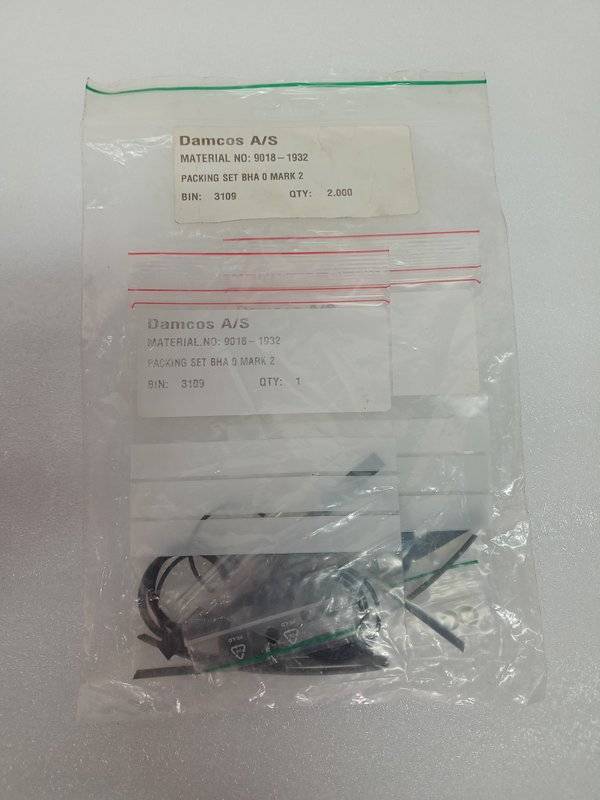 Damcos A/S
MATERIAL NO: 9018-1932
PACKING SET BHA 0 MARK 2
BIN: 3109 QTY: 2.000
Damcos A/S
MATERIAL NO: 9018-1932
PACKING SET BHA 0 MARK 2
BIN: 3109 QTY: 1